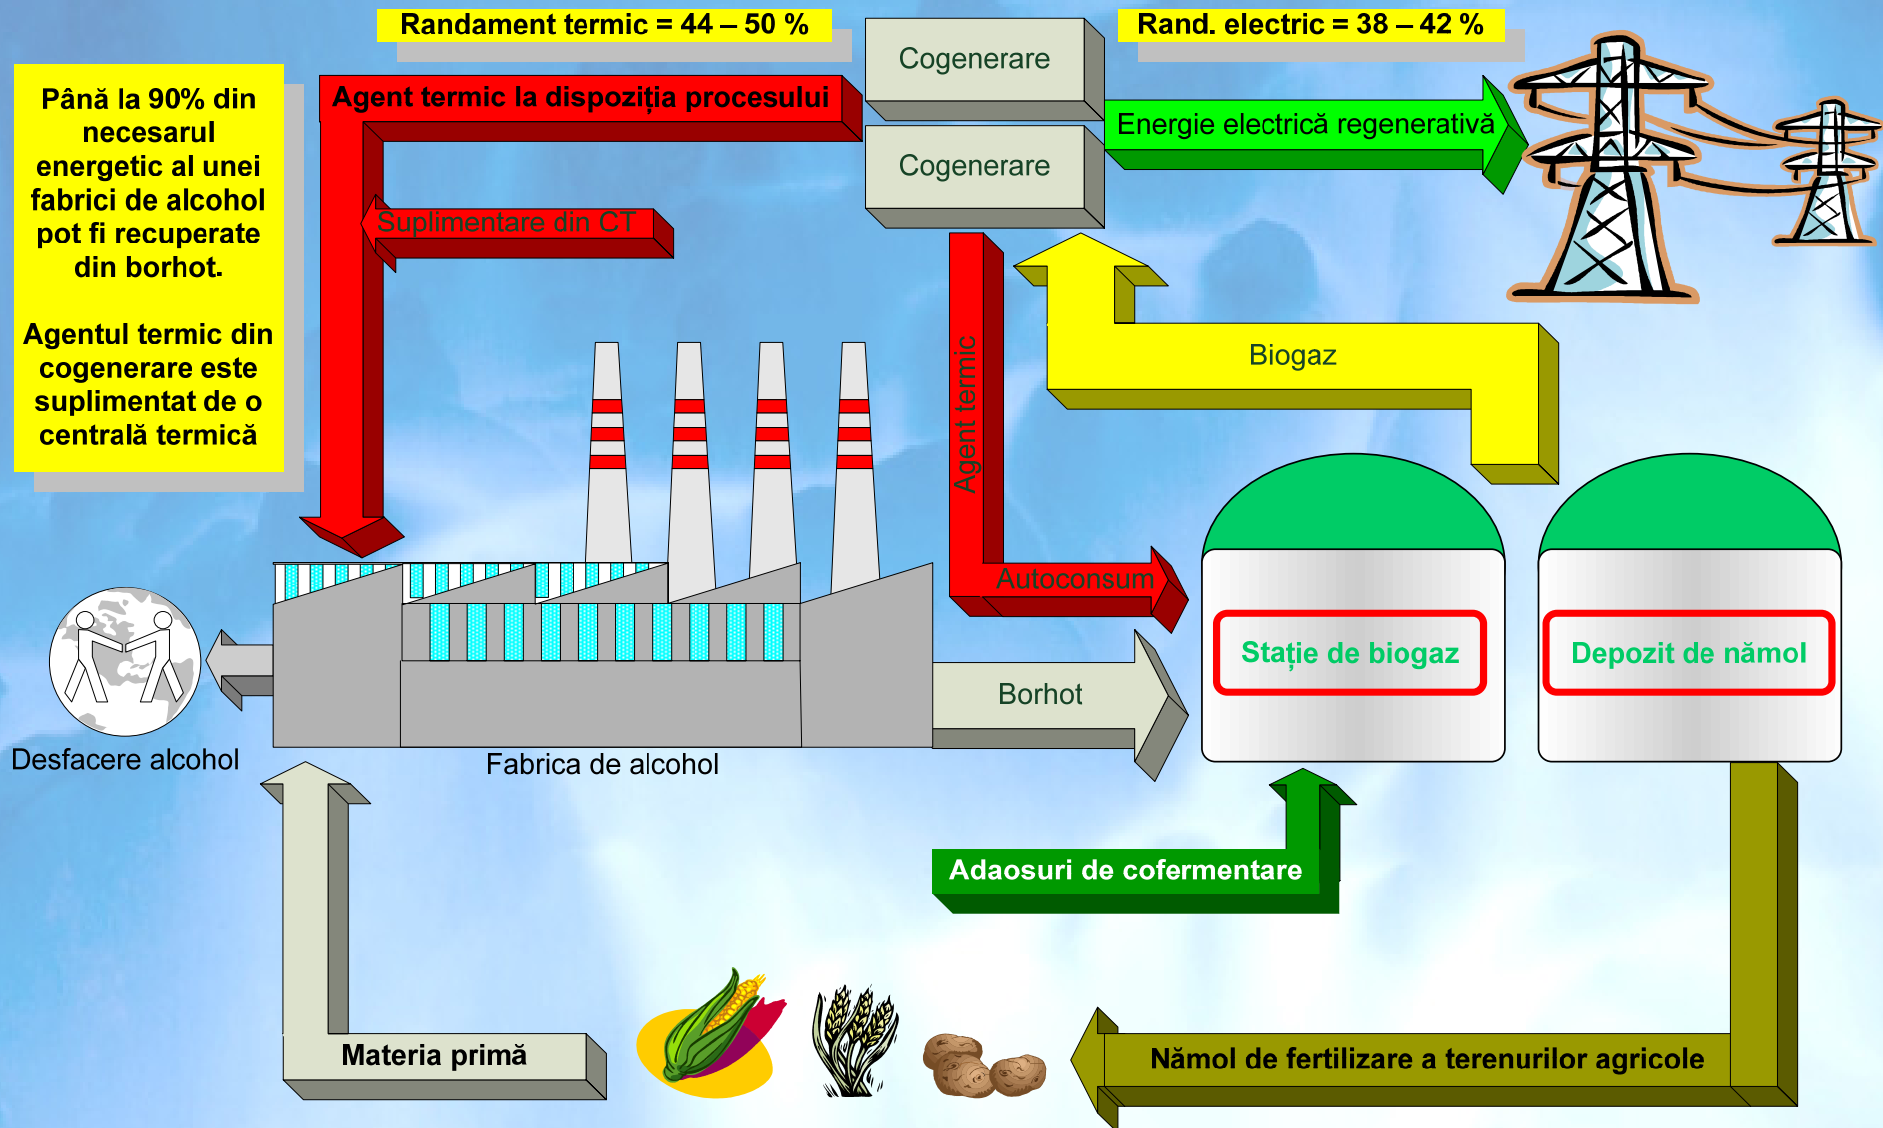 Randament termic = 44 – 50 %
Cogenerare
Rand. electric = 38 – 42 %
Până la 90% din
necesarul
energetic al unei
fabrici de alcohol
pot fi recuperate
din borhot.
Agentul termic din
cogenerare este
suplimentat de o
centrală termică
Agent termic la dispoziția procesului
Energie electrică regenerativă
Cogenerare
Suplimentare din CT
Agent termic
Biogaz
Autoconsum
Stație de biogaz
Depozit de nămol
Borhot
Desfacere alcohol
Fabrica de alcohol
Adaosuri de cofermentare
Materia primă
Nămol de fertilizare a terenurilor agricole